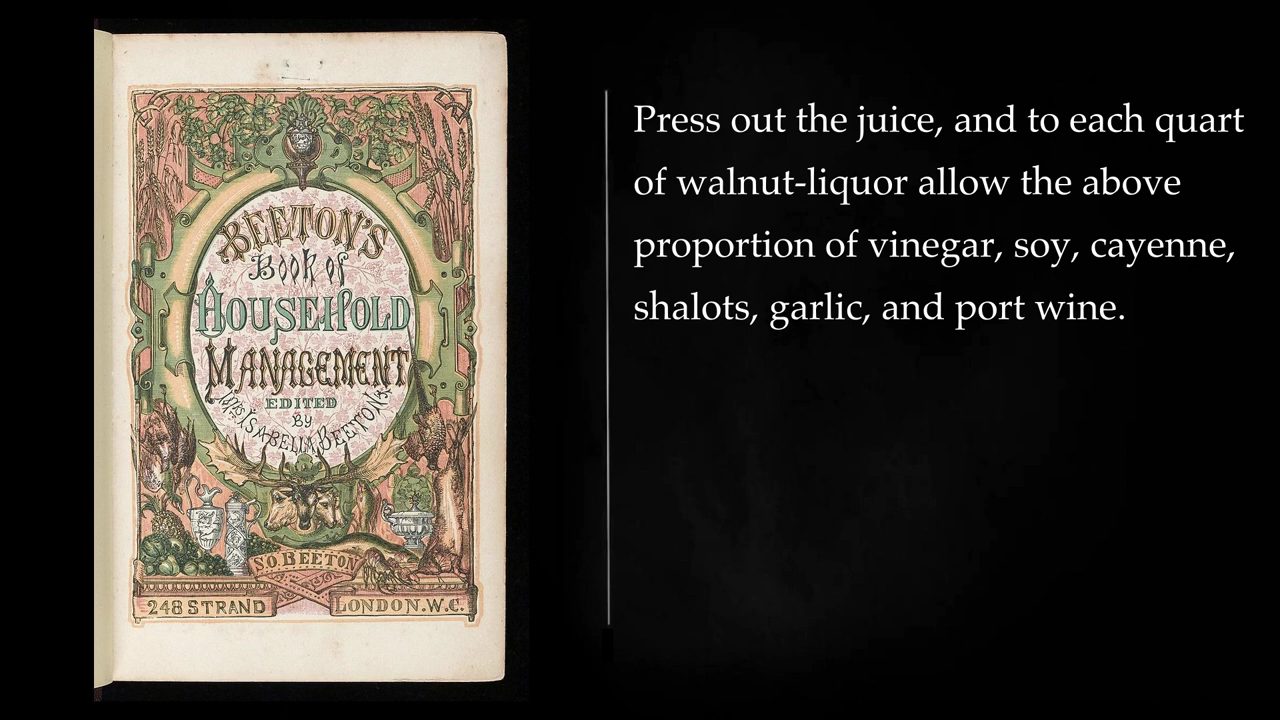 BEETON'S
Book of
HOUSEHOLD
MANAGEMENT
EDITED
BY
MRS ISABELLA BEETON
S.O. BEETON
248 STRAND
LONDON. W.C.
Press out the juice, and to each quart
of walnut-liquor allow the above
proportion of vinegar, soy, cayenne,
shalots, garlic, and port wine.